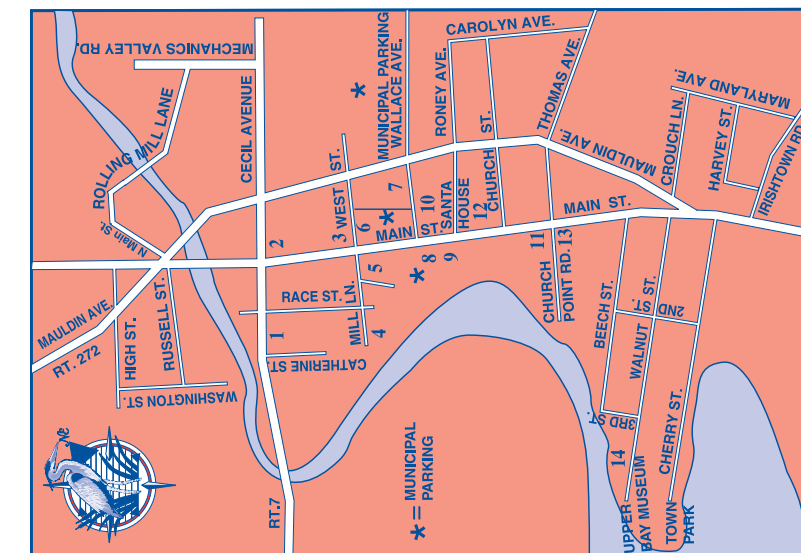 MECHANICS VALLEY RD.
ROLLING MILL LANE
CECIL AVENUE
N Main St.
MAULDIN AVE.
RT. 272
HIGH ST.
RUSSELL ST.
WASHINGTON ST.
NE
MUNICIPAL PARKING
WALLACE AVE.
*
WEST ST.
RONEY AVE.
CAROLYN AVE.
THOMAS AVE.
CHURCH ST.
MAULDIN AVE.
CROUCH LN.
MARYLAND AVE.
HARVEY ST.
IRISHTOWN RD.
MAIN ST.
MAIN ST.
SANTA
HOUSE
1
2
3
4
5
6
*
7
8
*
9
10
11
12
13
14
RACE ST.
MILL LN.
CATHERINE ST.
RT.7
CHURCH
POINT RD.
BEECH ST.
WALNUT ST.
2ND ST.
3RD ST.
CHERRY ST.
UPPER
BAY MUSEUM
TOWN
PARK
* = MUNICIPAL
PARKING